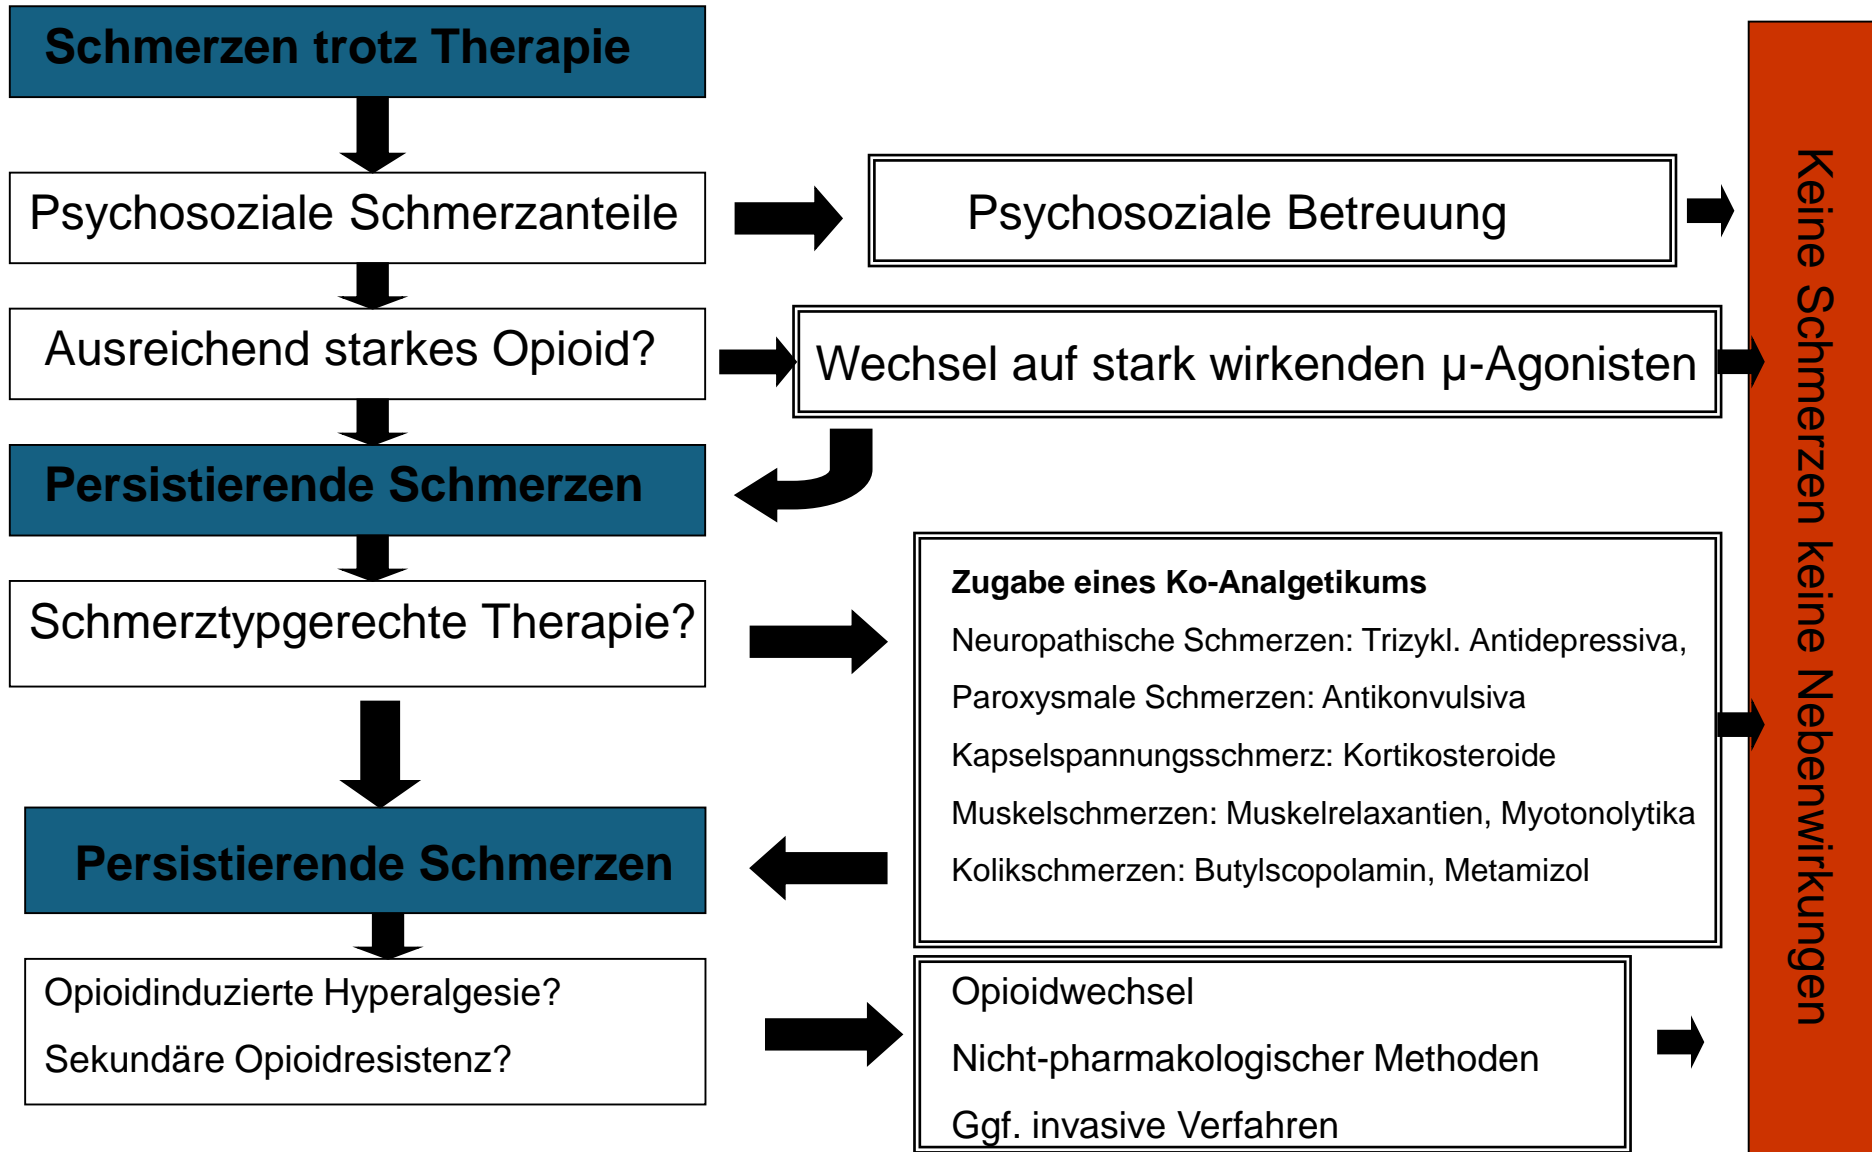 Schmerzen trotz Therapie
Psychosoziale Schmerzanteile
Psychosoziale Betreuung
Ausreichend starkes Opioid?
Wechsel auf stark wirkenden µ-Agonisten
Persistierende Schmerzen
Schmerztypgerechte Therapie?
Zugabe eines Ko-Analgetikums
Neuropathische Schmerzen: Trizykl. Antidepressiva,
Paroxysmale Schmerzen: Antikonvulsiva
Kapselspannungsschmerz: Kortikosteroide
Muskelschmerzen: Muskelrelaxantien, Myotonolytika
Kolikschmerzen: Butylscopolamin, Metamizol
Persistierende Schmerzen
Opioidinduzierte Hyperalgesie?
Sekundäre Opioidresistenz?
Opioidwechsel
Nicht-pharmakologischer Methoden
Ggf. invasive Verfahren
Keine Schmerzen keine Nebenwirkungen